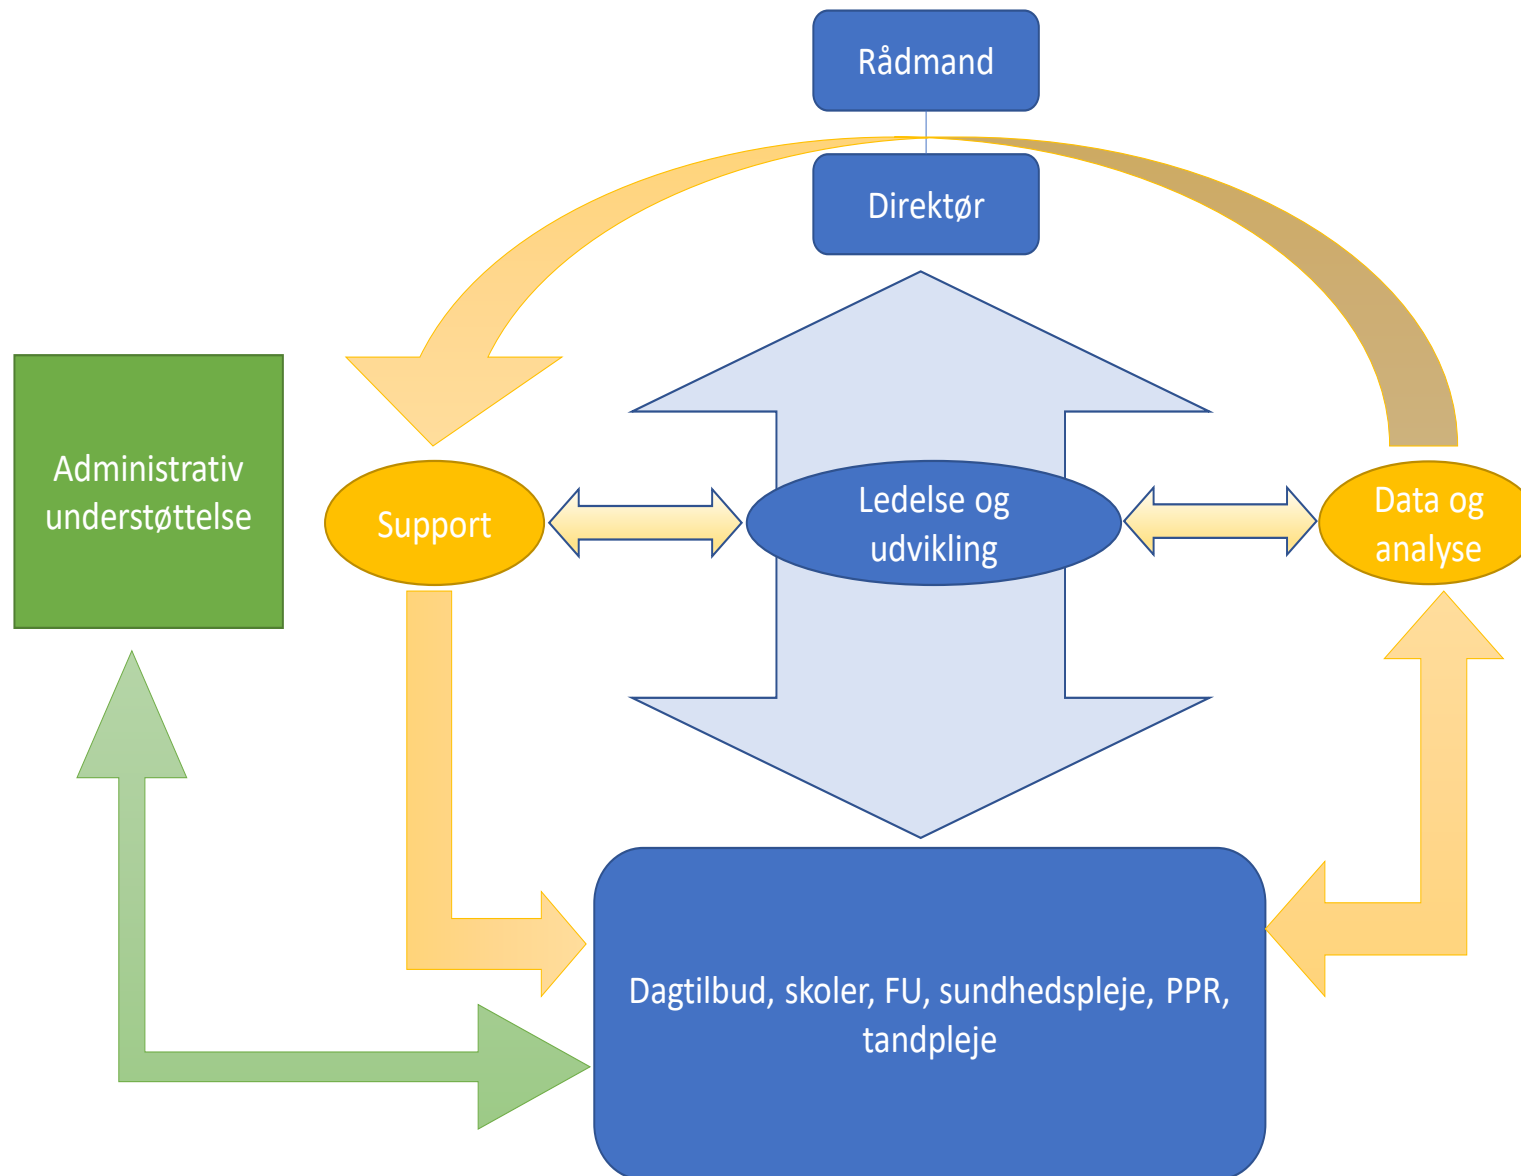 Rådmand
Direktør
Administrativ
understøttelse
Support
Ledelse og
udvikling
Data og
analyse
Dagtilbud, skoler, FU, sundhedspleje, PPR,
tandpleje